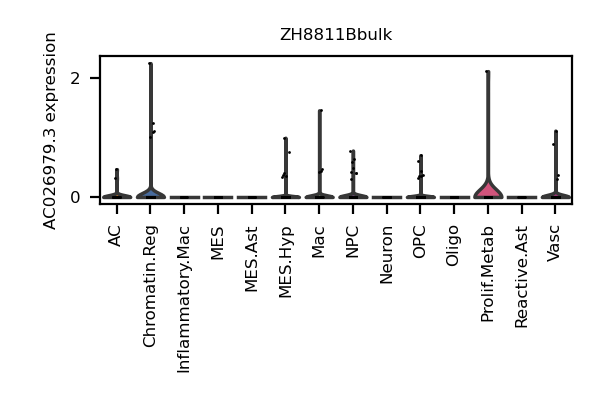 ZH8811Bbulk
AC026979.3 expression
2
0
AC
Chromatin.Reg
Inflammatory.Mac
MES
MES.Ast
MES.Hyp
Mac
NPC
Neuron
OPC
Oligo
Prolif.Metab
Reactive.Ast
Vasc